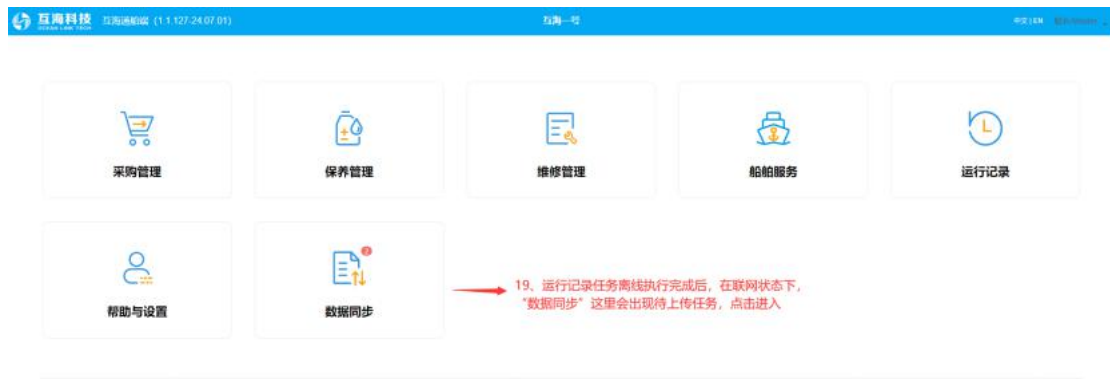 互海科技 互海通船端 (1.1.127-24.07.01) 互海一号 中文 | EN
OCEAN LINK TECH
采购管理 保养管理 维修管理 船舶服务 运行记录
2
帮助与设置 数据同步
19、运行记录任务离线执行完成后，在联网状态下，
“数据同步”这里会出现待上传任务，点击进入